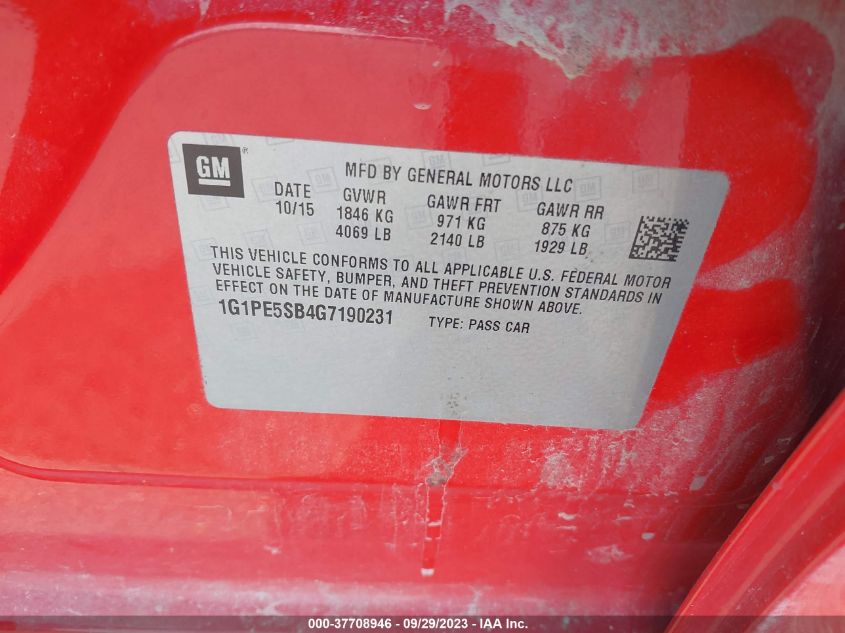 GM ®
MFD BY GENERAL MOTORS LLC
DATE GVWR GAWR FRT GAWR RR
10/15 1846 KG 971 KG 875 KG
4069 LB 2140 LB 1929 LB
THIS VEHICLE CONFORMS TO ALL APPLICABLE U.S. FEDERAL MOTOR
VEHICLE SAFETY, BUMPER, AND THEFT PREVENTION STANDARDS IN
EFFECT ON THE DATE OF MANUFACTURE SHOWN ABOVE.
1G1PE5SB4G7190231 TYPE: PASS CAR
000-37708946 / 09/29/2023 - IAA Inc.